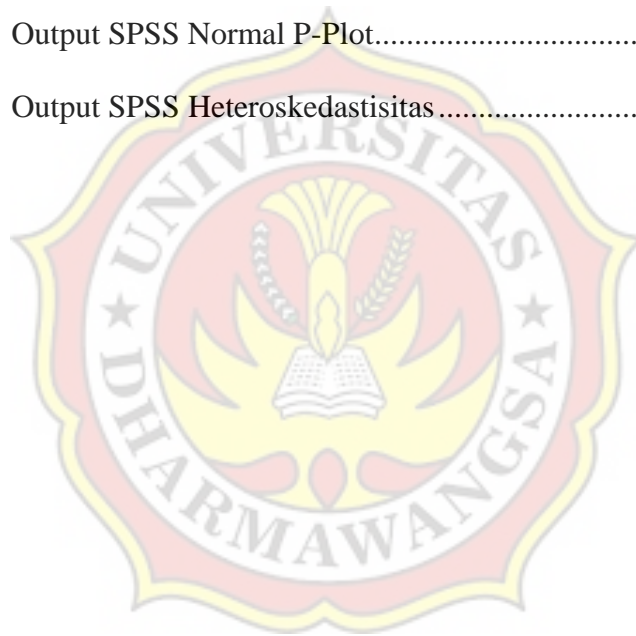 Output SPSS Normal P-Plot.................................
Output SPSS Heteroskedastisitas.........................
UNIVERSITAS
DHARMAWANGSA